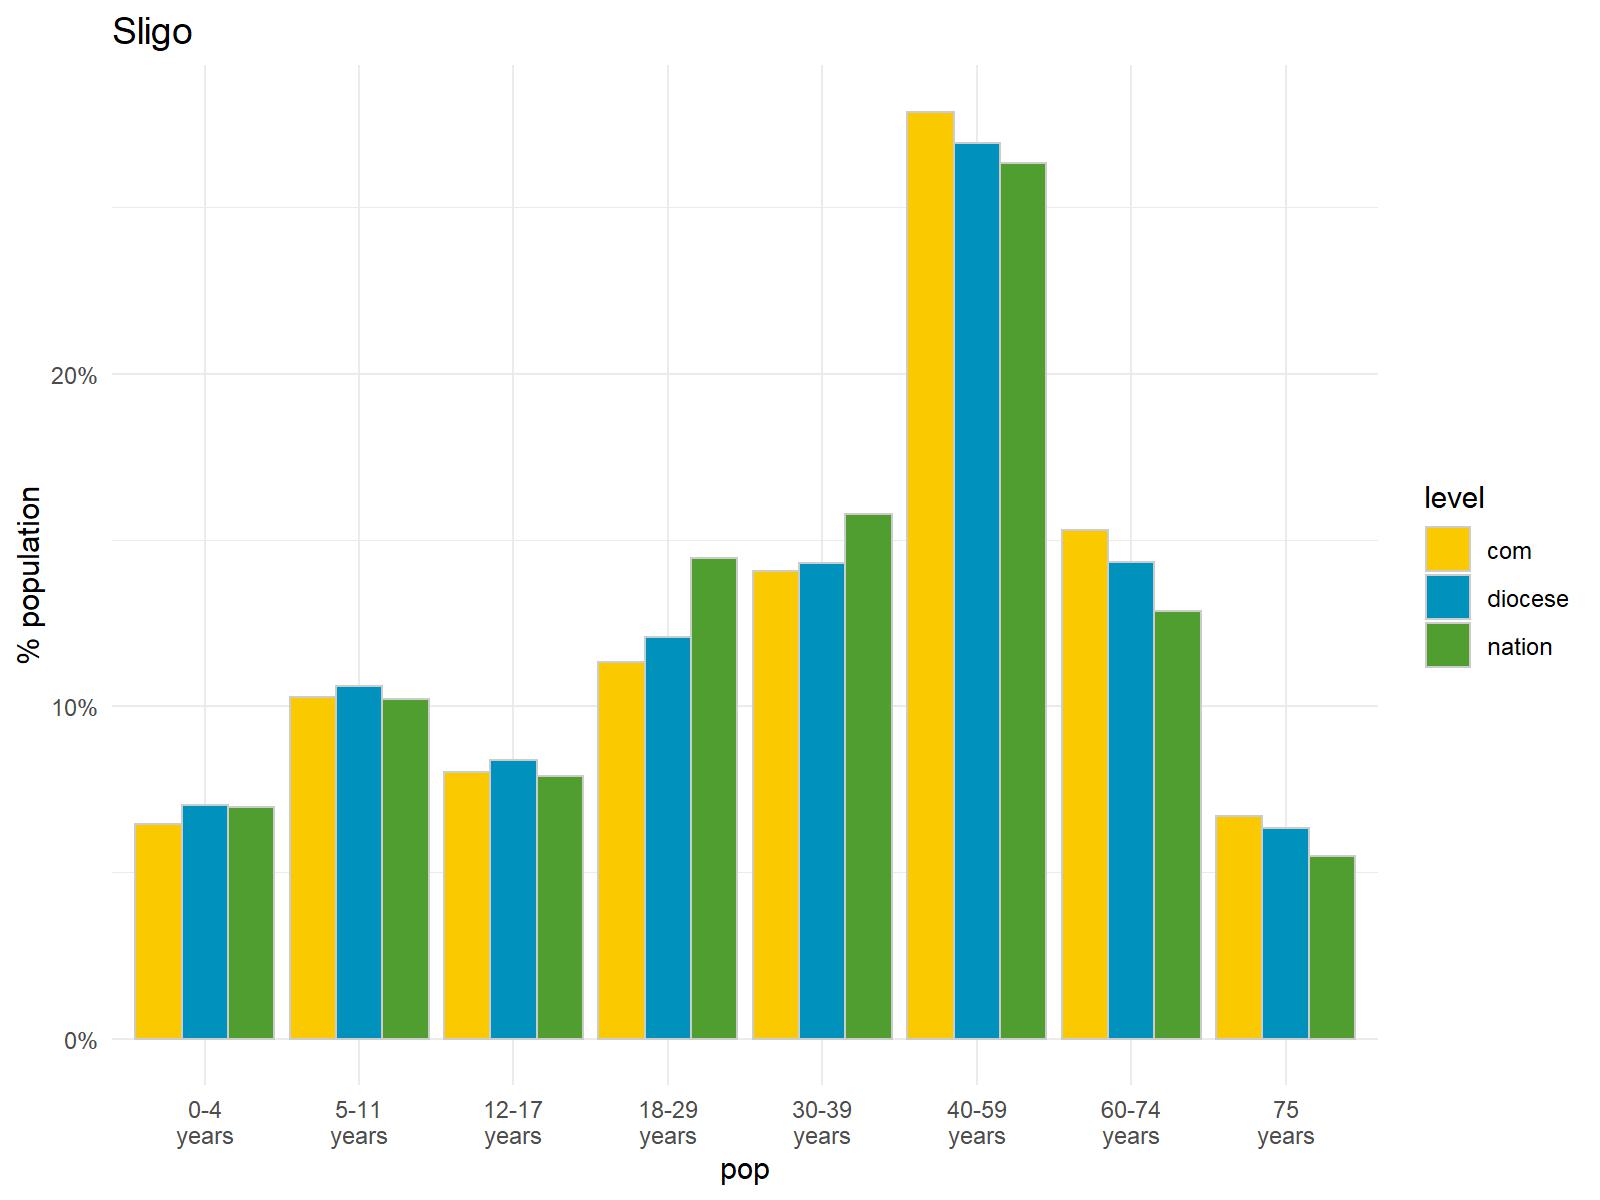 Sligo
% population
20%
10%
0%
0-4
years
5-11
years
12-17
years
18-29
years
30-39
years
40-59
years
60-74
years
75
years
pop
level
com
diocese
nation